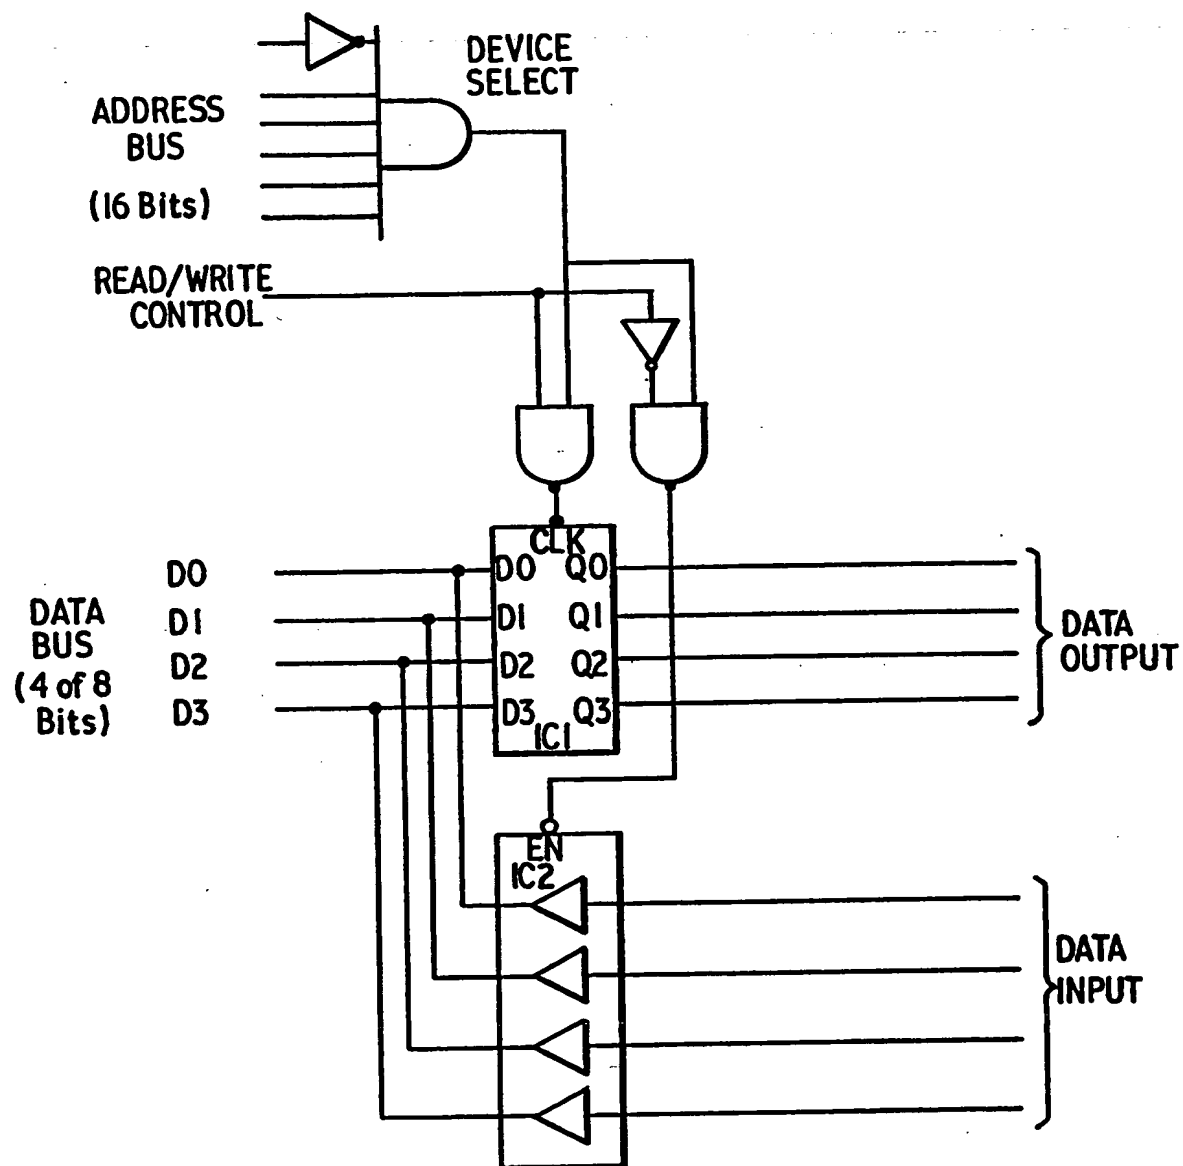 DEVICE
SELECT
ADDRESS
BUS
(16 Bits)
READ/WRITE
CONTROL
CLK
D0
D0
Q0
DATA
BUS
(4 of 8
Bits)
D1
D1
Q1
D2
D2
Q2
D3
D3
Q3
IC1
DATA
OUTPUT
EN
IC2
DATA
INPUT